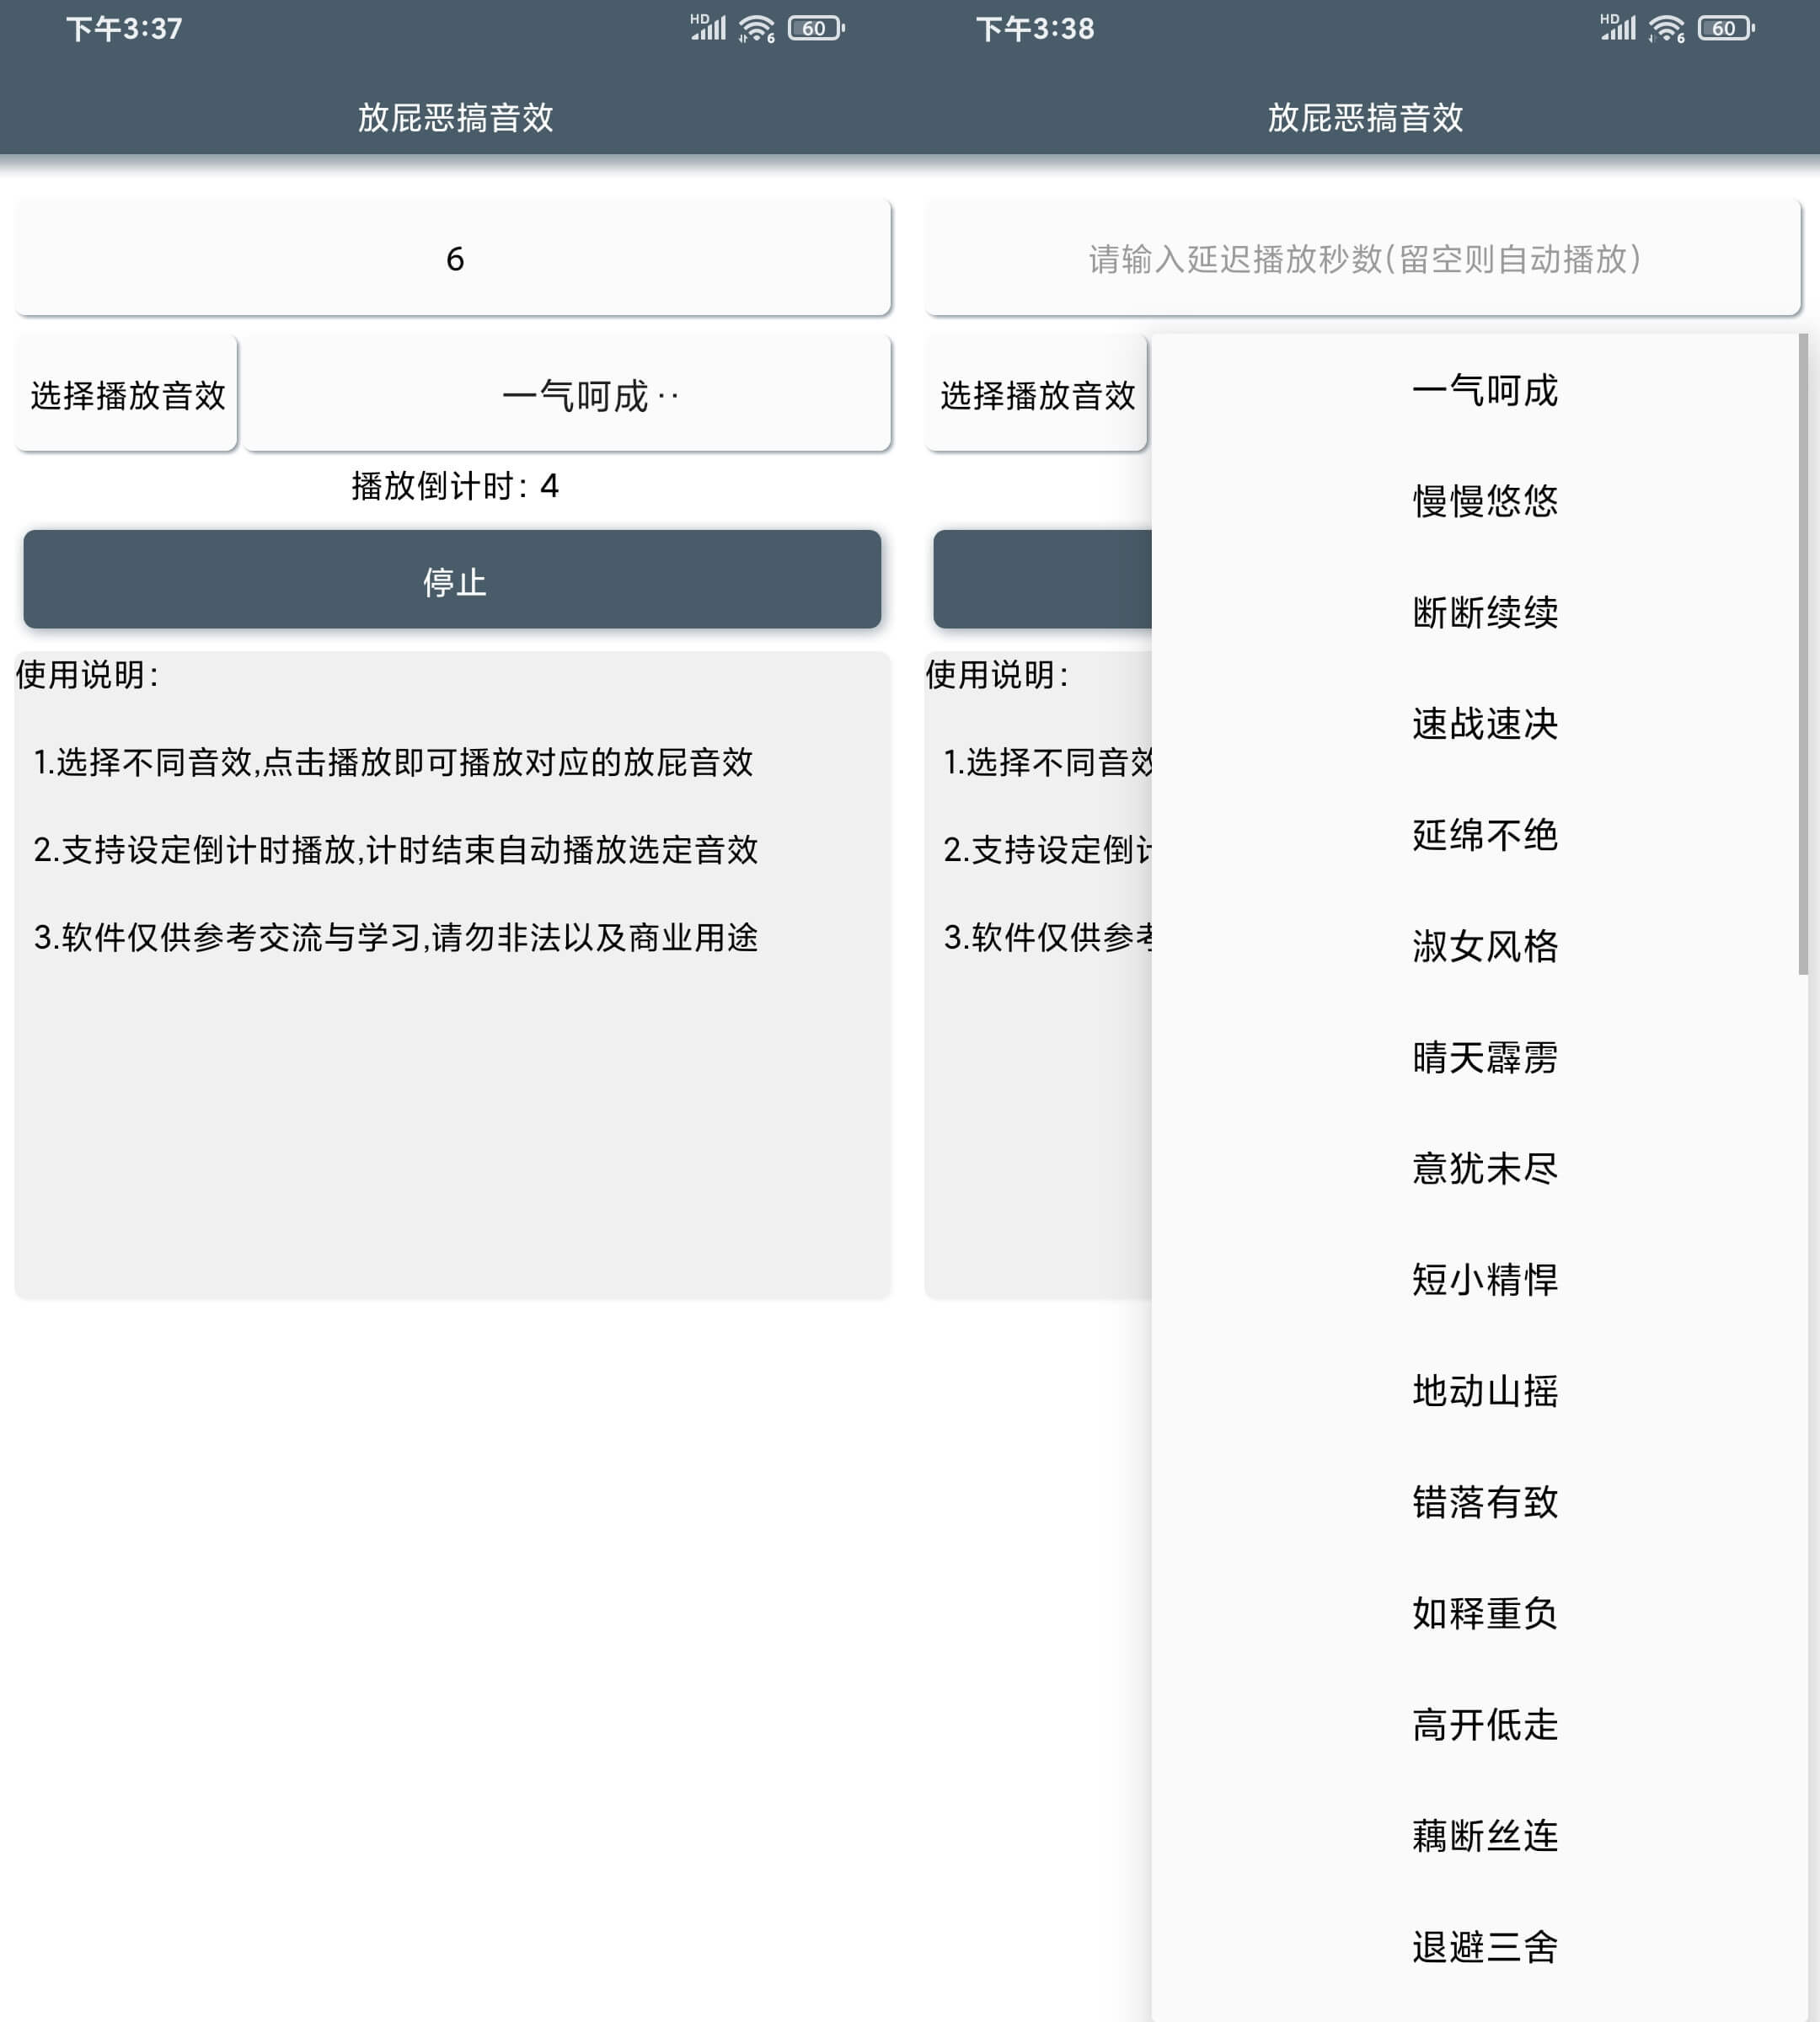 下午3:37
HD
6
60
放屁恶搞音效
6
选择播放音效
一气呵成 ··
播放倒计时: 4
停止
使用说明:
1.选择不同音效,点击播放即可播放对应的放屁音效
2.支持设定倒计时播放,计时结束自动播放选定音效
3.软件仅供参考交流与学习,请勿非法以及商业用途
下午3:38
HD
6
60
放屁恶搞音效
请输入延迟播放秒数(留空则自动播放)
选择播放音效
使用说明:
1.选择不同音效
2.支持设定倒计
3.软件仅供参考
一气呵成
慢慢悠悠
断断续续
速战速决
延绵不绝
淑女风格
晴天霹雳
意犹未尽
短小精悍
地动山摇
错落有致
如释重负
高开低走
藕断丝连
退避三舍